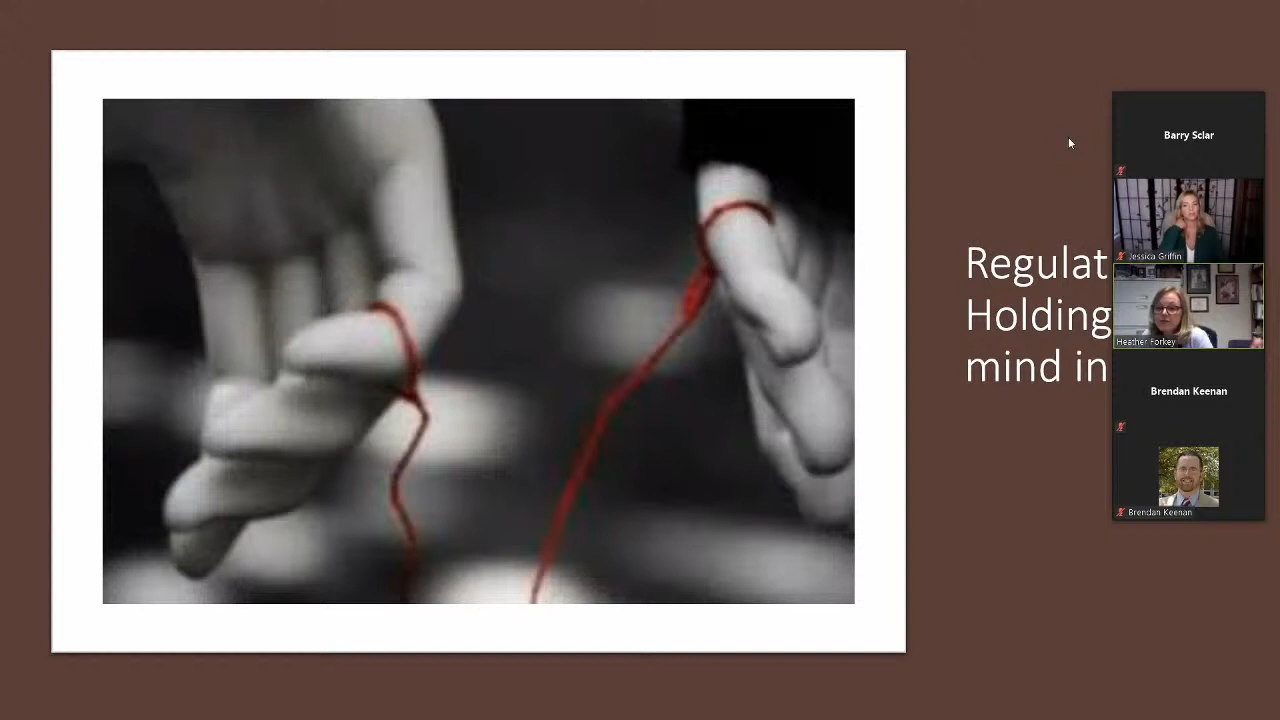 Regulat
Holding
mind in
Barry Sclar
Jessica Griffin
Heather Forkey
Brendan Keenan
Brendan Keenan